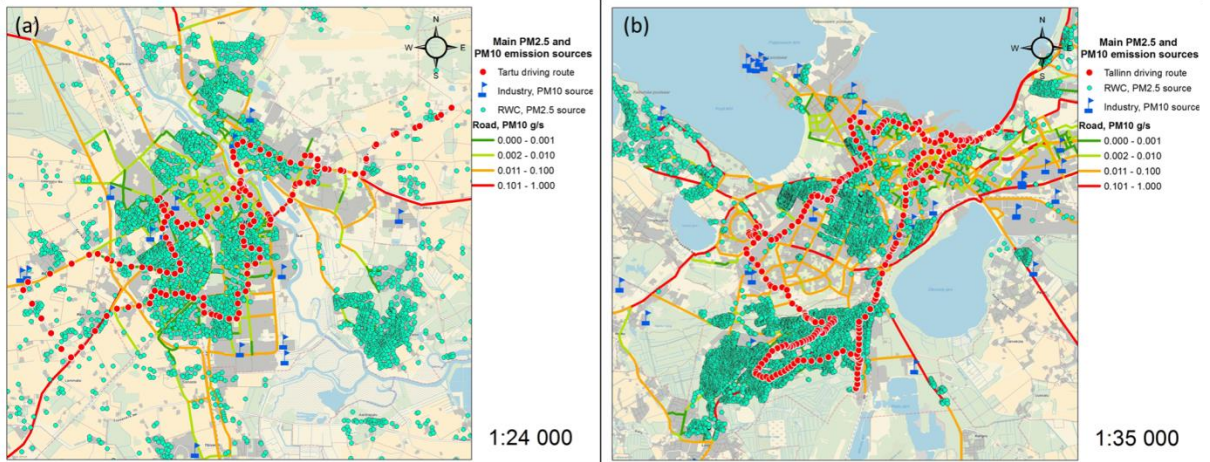 (a)
N
W E
S
Main PM2.5 and
PM10 emission sources
Tartu driving route
Industry, PM10 source
RWC, PM2.5 source
Road, PM10 g/s
0.000 - 0.001
0.002 - 0.010
0.011 - 0.100
0.101 - 1.000
1:24 000
(b)
N
W E
S
Main PM2.5 and
PM10 emission sources
Tallinn driving route
RWC, PM2.5 source
Industry, PM10 source
Road, PM10 g/s
0.000 - 0.001
0.002 - 0.010
0.011 - 0.100
0.101 - 1.000
1:35 000